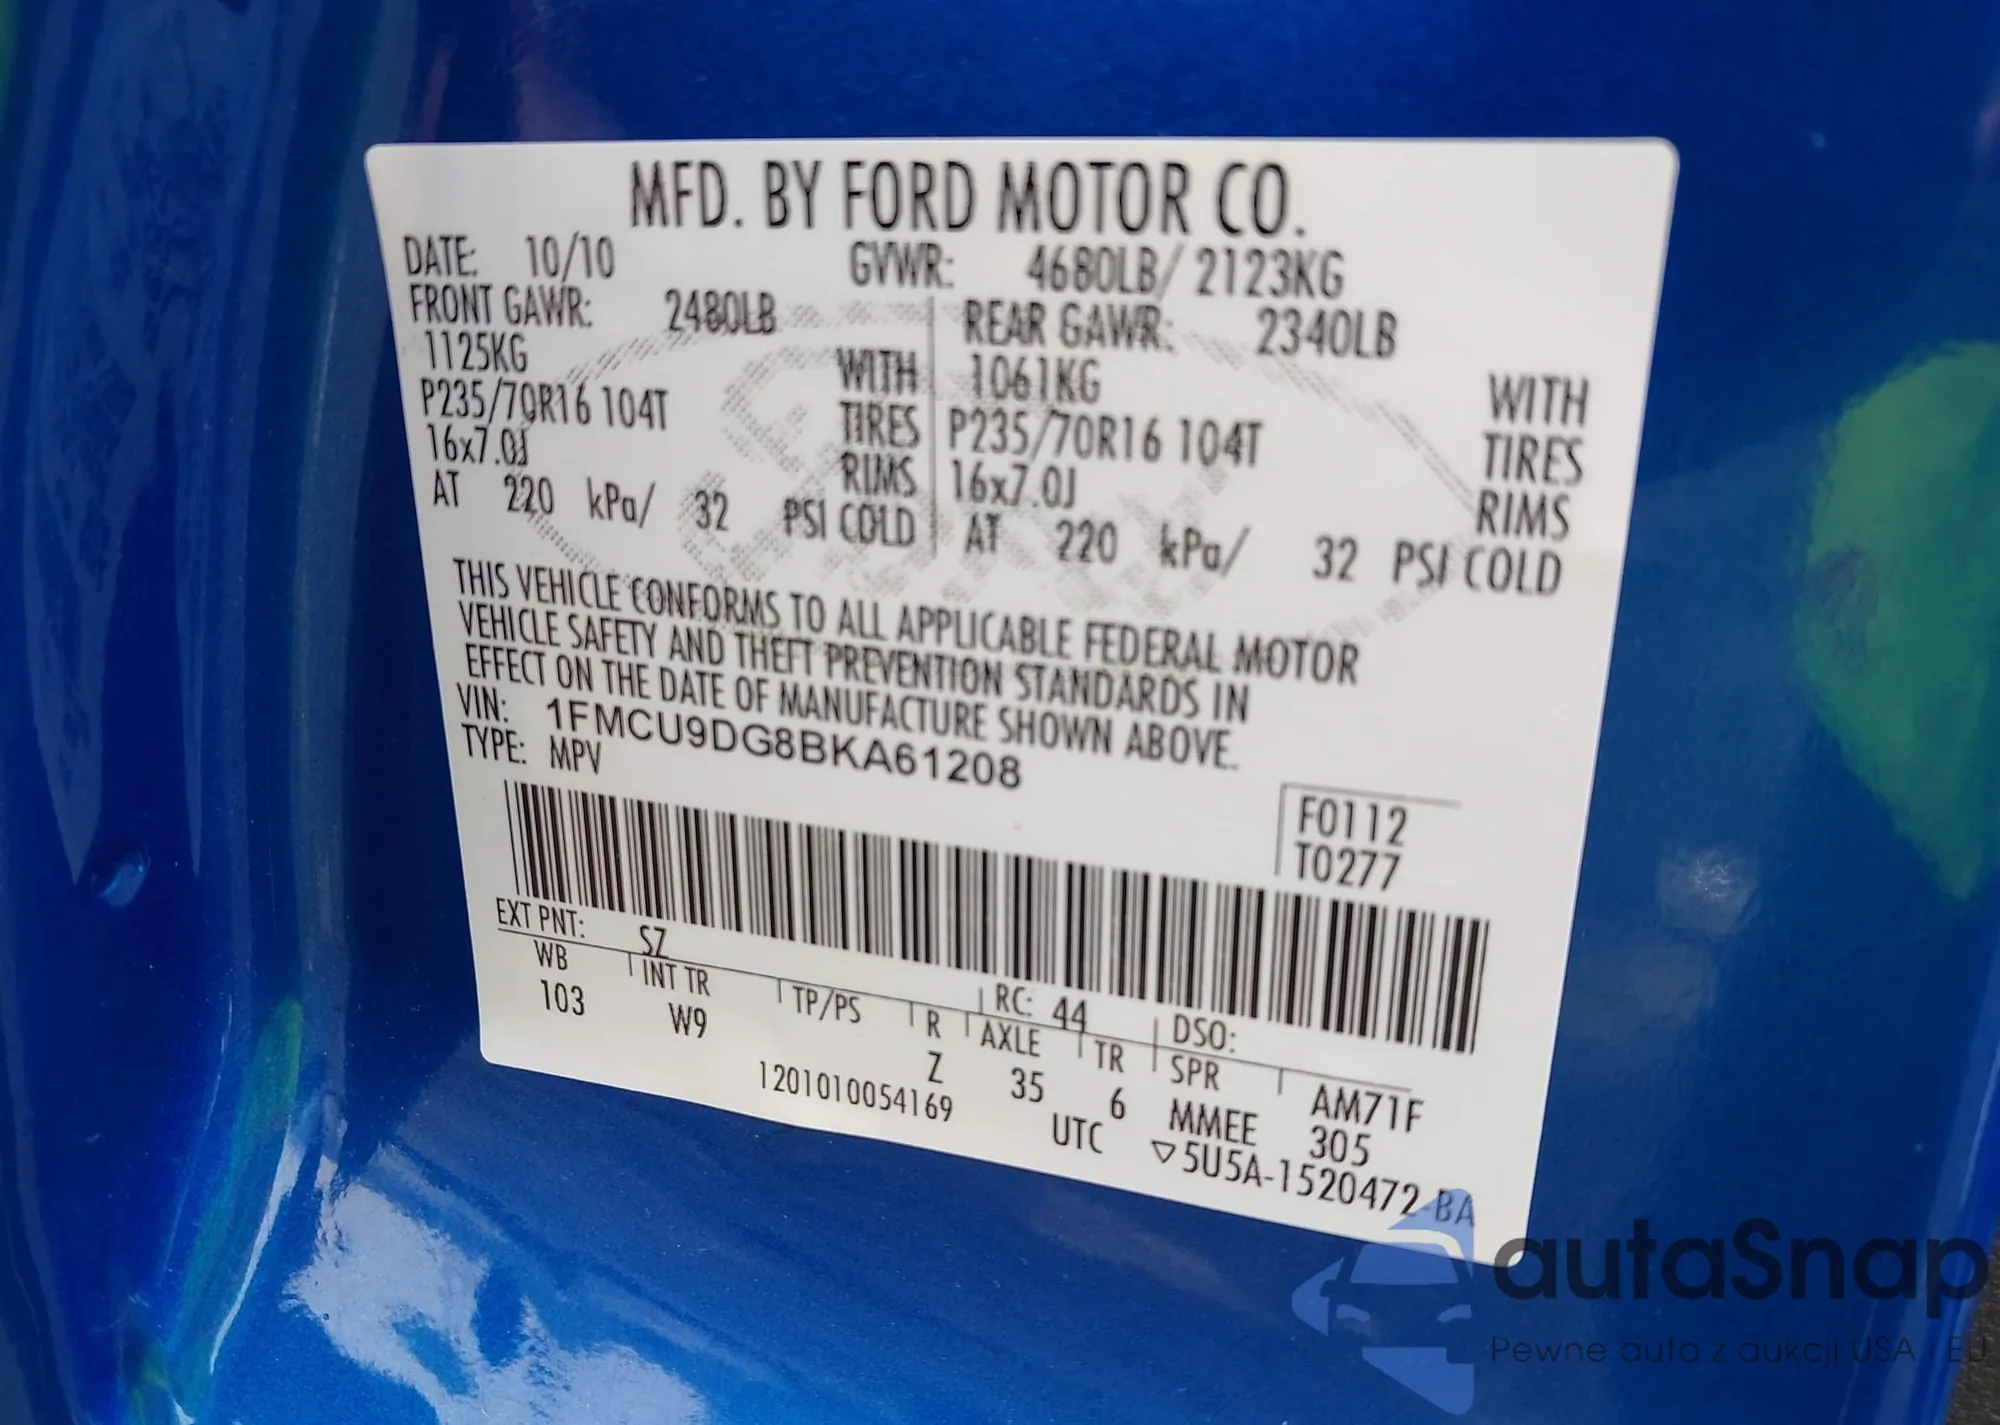 MFD. BY FORD MOTOR CO.
DATE: 10/10 GVWR: 4680LB/ 2123KG
FRONT GAWR: 2480LB REAR GAWR: 2340LB
1125KG WITH 1061KG WITH
P235/70R16 104T TIRES P235/70R16 104T TIRES
16x7.0J RIMS 16x7.0J RIMS
AT 220 kPa/ 32 PSI COLD AT 220 kPa/ 32 PSI COLD
THIS VEHICLE CONFORMS TO ALL APPLICABLE FEDERAL MOTOR
VEHICLE SAFETY AND THEFT PREVENTION STANDARDS IN
EFFECT ON THE DATE OF MANUFACTURE SHOWN ABOVE.
VIN: 1FMCU9DG8BKA61208
TYPE: MPV
F0112
T0277
EXT PNT: SZ RC: 44 DSO:
WB INT TR TP/PS R AXLE TR SPR AM71F
103 W9 Z 35 6 MMEE 305
1201010054169 UTC ▽5U5A-1520472-BA
autaSnap
Pewne auta z aukcji USA i EU